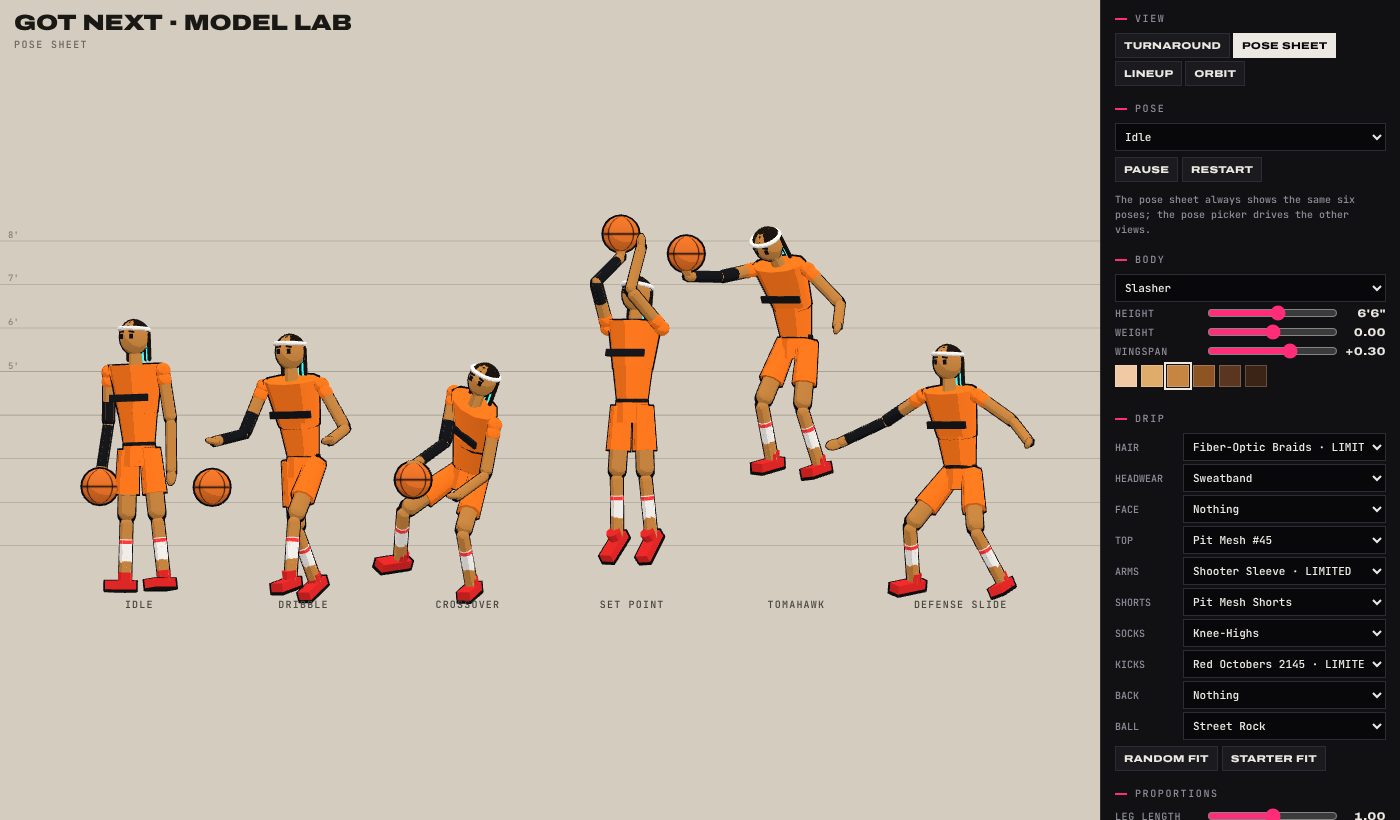 GOT NEXT · MODEL LAB
POSE SHEET
8'
7'
6'
5'
IDLE
DRIBBLE
CROSSOVER
SET POINT
TOMAHAWK
DEFENSE SLIDE
VIEW
TURNAROUND
POSE SHEET
LINEUP
ORBIT
POSE
Idle
PAUSE
RESTART
The pose sheet always shows the same six
poses; the pose picker drives the other
views.
BODY
Slasher
HEIGHT 6'6"
WEIGHT 0.00
WINGSPAN +0.30
DRIP
HAIR Fiber-Optic Braids · LIMIT
HEADWEAR Sweatband
FACE Nothing
TOP Pit Mesh #45
ARMS Shooter Sleeve · LIMITED
SHORTS Pit Mesh Shorts
SOCKS Knee-Highs
KICKS Red Octobers 2145 · LIMITE
BACK Nothing
BALL Street Rock
RANDOM FIT
STARTER FIT
PROPORTIONS
LEG LENGTH 1.00